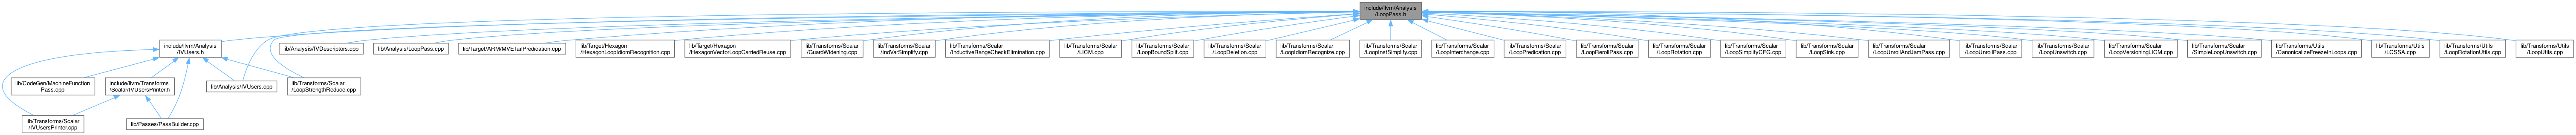 include/llvm/Analysis
/LoopPass.h
include/llvm/Analysis
/IVUsers.h
lib/Analysis/IVDescriptors.cpp
lib/Analysis/LoopPass.cpp
lib/Target/ARM/MVETailPredication.cpp
lib/Target/Hexagon
/HexagonLoopIdiomRecognition.cpp
lib/Target/Hexagon
/HexagonVectorLoopCarriedReuse.cpp
lib/Transforms/Scalar
/GuardWidening.cpp
lib/Transforms/Scalar
/IndVarSimplify.cpp
lib/Transforms/Scalar
/InductiveRangeCheckElimination.cpp
lib/Transforms/Scalar
/LICM.cpp
lib/Transforms/Scalar
/LoopBoundSplit.cpp
lib/Transforms/Scalar
/LoopDeletion.cpp
lib/Transforms/Scalar
/LoopIdiomRecognize.cpp
lib/Transforms/Scalar
/LoopInstSimplify.cpp
lib/Transforms/Scalar
/LoopInterchange.cpp
lib/Transforms/Scalar
/LoopPredication.cpp
lib/Transforms/Scalar
/LoopRerollPass.cpp
lib/Transforms/Scalar
/LoopRotation.cpp
lib/Transforms/Scalar
/LoopSimplifyCFG.cpp
lib/Transforms/Scalar
/LoopSink.cpp
lib/Transforms/Scalar
/LoopUnrollAndJamPass.cpp
lib/Transforms/Scalar
/LoopUnrollPass.cpp
lib/Transforms/Scalar
/LoopUnswitch.cpp
lib/Transforms/Scalar
/LoopVersioningLICM.cpp
lib/Transforms/Scalar
/SimpleLoopUnswitch.cpp
lib/Transforms/Utils
/CanonicalizeFreezeInLoops.cpp
lib/Transforms/Utils
/LCSSA.cpp
lib/Transforms/Utils
/LoopRotationUtils.cpp
lib/Transforms/Utils
/LoopUtils.cpp
lib/CodeGen/MachineFunction
Pass.cpp
include/llvm/Transforms
/Scalar/IVUsersPrinter.h
lib/Analysis/IVUsers.cpp
lib/Transforms/Scalar
/LoopStrengthReduce.cpp
lib/Transforms/Scalar
/IVUsersPrinter.cpp
lib/Passes/PassBuilder.cpp